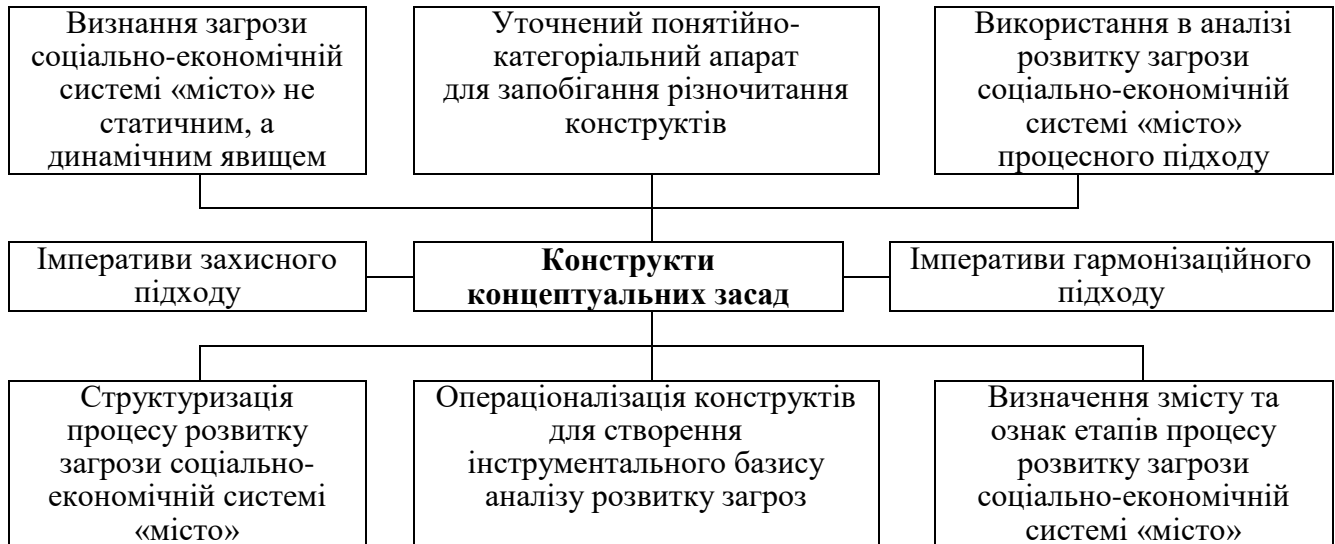 Визнання загрози
соціально-економічній
системі «місто» не
статичним, а
динамічним явищем
Уточнений понятійно-
категоріальний апарат
для запобігання різночитання
конструктів
Використання в аналізі
розвитку загрози
соціально-економічній
системі «місто»
процесного підходу
Імперативи захисного
підходу
Конструкти
концептуальних засад
Імперативи гармонізаційного
підходу
Структуризація
процесу розвитку
загрози соціально-
економічній системі
«місто»
Операціоналізація конструктів
для створення
інструментального базису
аналізу розвитку загроз
Визначення змісту та
ознак етапів процесу
розвитку загрози
соціально-економічній
системі «місто»